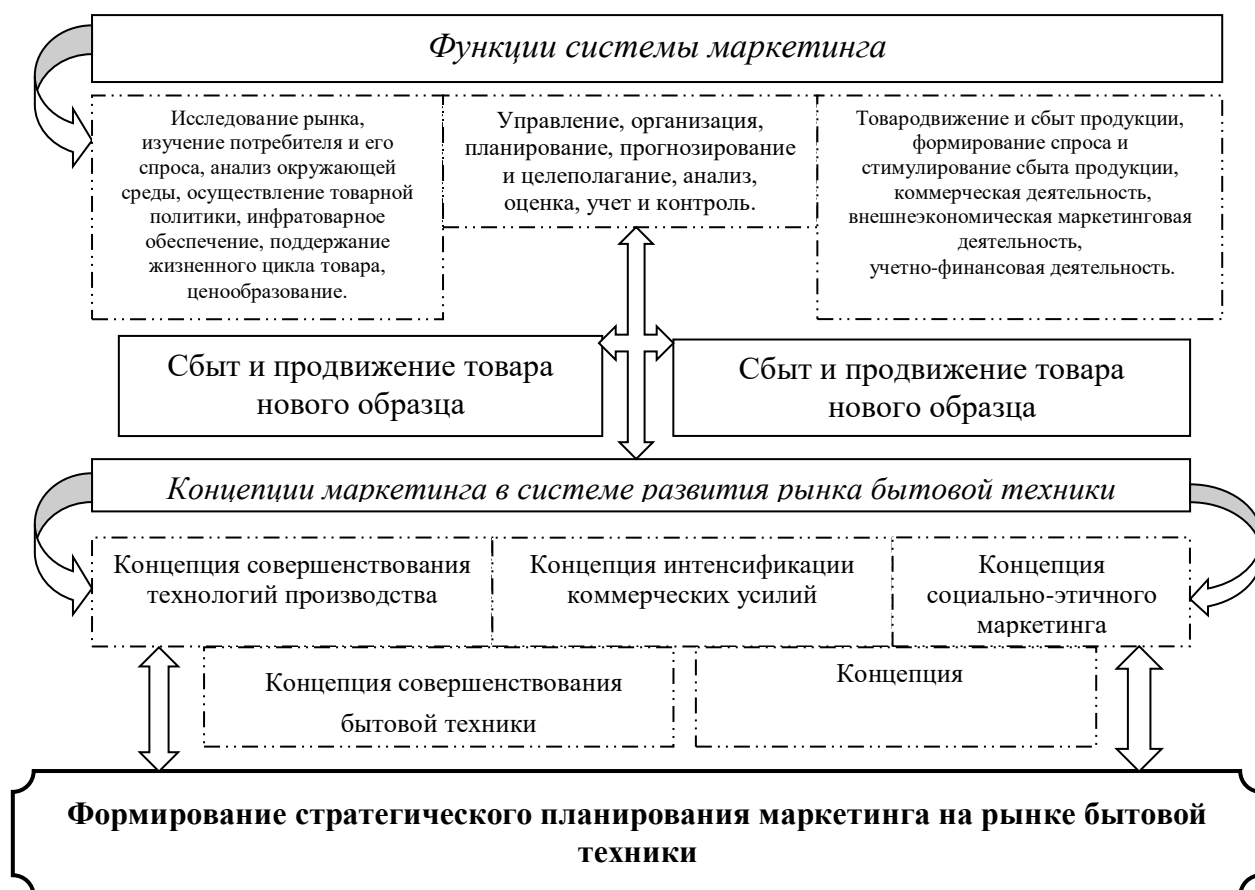 Функции системы маркетинга
Исследование рынка,
изучение потребителя и его
спроса, анализ окружающей
среды, осуществление товарной
политики, инфратоварное
обеспечение, поддержание
жизненного цикла товара,
ценообразование.
Управление, организация,
планирование, прогнозирование
и целеполагание, анализ,
оценка, учет и контроль.
Товародвижение и сбыт продукции,
формирование спроса и
стимулирование сбыта продукции,
коммерческая деятельность,
внешнеэкономическая маркетинговая
деятельность,
учетно-финансовая деятельность.
Сбыт и продвижение товара
нового образца
Сбыт и продвижение товара
нового образца
Концепции маркетинга в системе развития рынка бытовой техники
Концепция совершенствования
технологий производства
Концепция интенсификации
коммерческих усилий
Концепция
социально-этичного
маркетинга
Концепция совершенствования
бытовой техники
Концепция
Формирование стратегического планирования маркетинга на рынке бытовой
техники